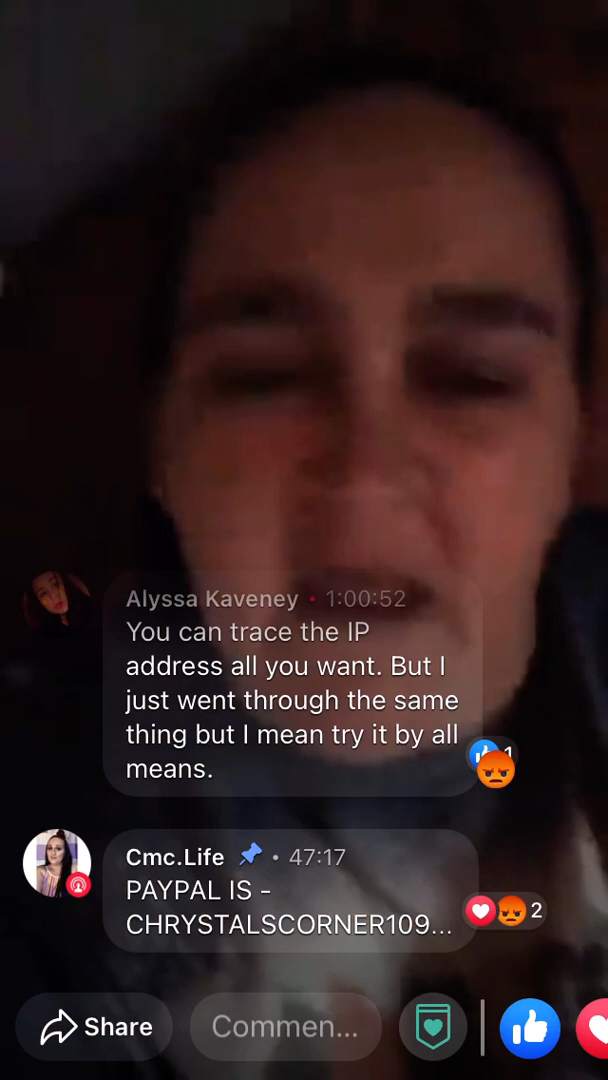 Alyssa Kaveney • 1:00:52
You can trace the IP
address all you want. But I
just went through the same
thing but I mean try it by all
means.
1
Cmc.Life • 47:17
PAYPAL IS -
CHRYSTALSCORNER109...
2
Share
Commen...